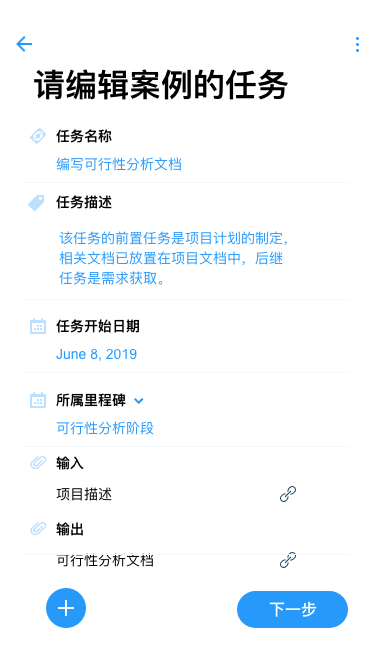 请编辑案例的任务
任务名称
编写可行性分析文档
任务描述
该任务的前置任务是项目计划的制定，
相关文档已放置在项目文档中，后继
任务是需求获取。
任务开始日期
June 8, 2019
所属里程碑
可行性分析阶段
输入
项目描述
输出
可行性分析文档
下一步